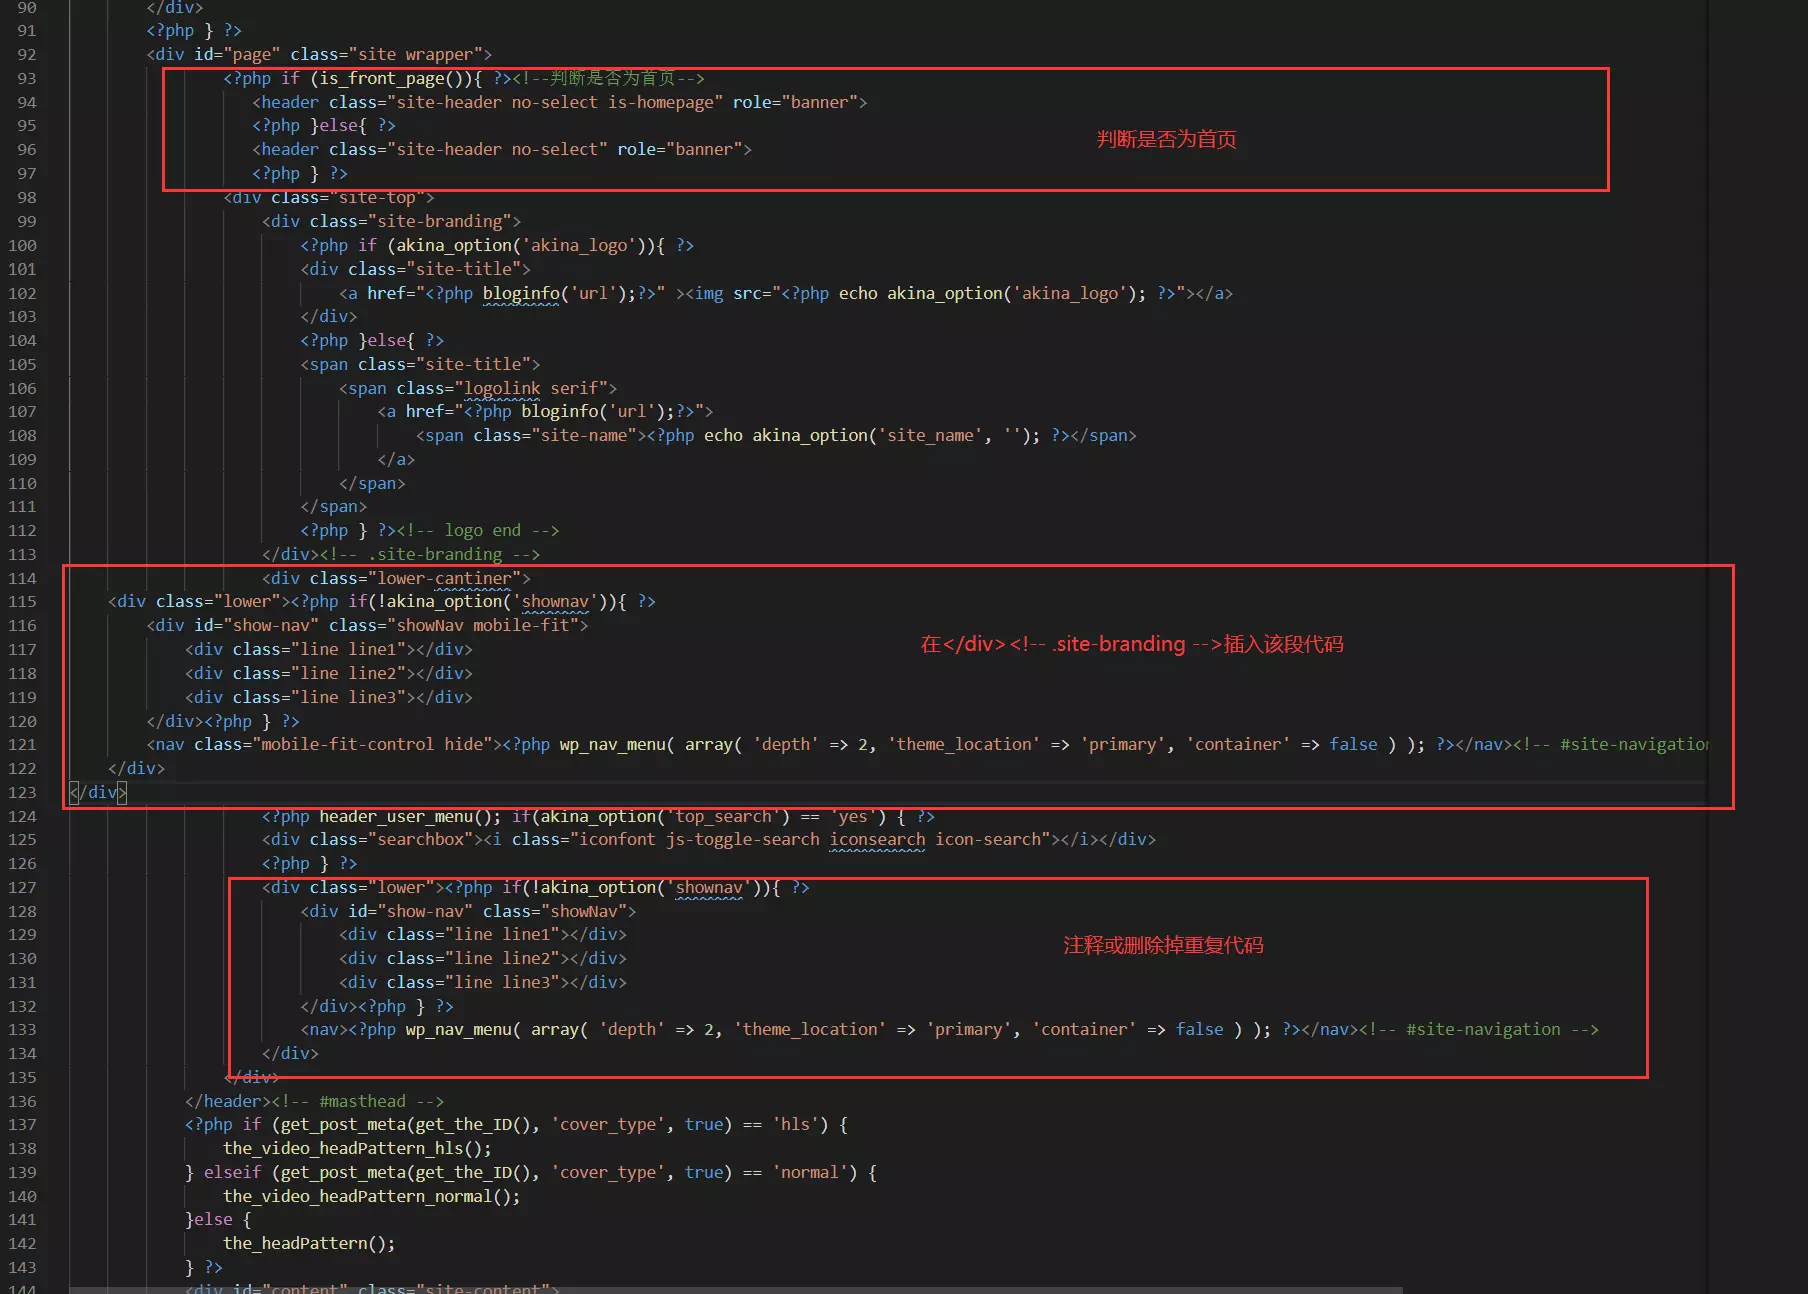 90 </div>
91 <?php } ?>
92 <div id="page" class="site wrapper">
93 <?php if (is_front_page()){ ?><!--判断是否为首页-->
94 <header class="site-header no-select is-homepage" role="banner">
95 <?php }else{ ?>
判断是否为首页
96 <header class="site-header no-select" role="banner">
97 <?php } ?>
98 <div class="site-top">
99 <div class="site-branding">
100 <?php if (akina_option('akina_logo')){ ?>
101 <div class="site-title">
102 <a href="<?php bloginfo('url');?>" ><img src="<?php echo akina_option('akina_logo'); ?>"></a>
103 </div>
104 <?php }else{ ?>
105 <span class="site-title">
106 <span class="logolink serif">
107 <a href="<?php bloginfo('url');?>">
108 <span class="site-name"><?php echo akina_option('site_name', ''); ?></span>
109 </a>
110 </span>
111 </span>
112 <?php } ?><!-- logo end -->
113 </div><!-- .site-branding -->
114 <div class="lower-cantiner">
115 <div class="lower"><?php if(!akina_option('shownav')){ ?>
116 <div id="show-nav" class="showNav mobile-fit">
在</div><!-- .site-branding -->插入该段代码
117 <div class="line line1"></div>
118 <div class="line line2"></div>
119 <div class="line line3"></div>
120 </div><?php } ?>
121 <nav class="mobile-fit-control hide"><?php wp_nav_menu( array( 'depth' => 2, 'theme_location' => 'primary', 'container' => false ) ); ?></nav><!-- #site-navigation
122 </div>
123 </div>
124 <?php header_user_menu(); if(akina_option('top_search') == 'yes') { ?>
125 <div class="searchbox"><i class="iconfont js-toggle-search iconsearch icon-search"></i></div>
126 <?php } ?>
127 <div class="lower"><?php if(!akina_option('shownav')){ ?>
128 <div id="show-nav" class="showNav">
129 <div class="line line1"></div>
注释或删除掉重复代码
130 <div class="line line2"></div>
131 <div class="line line3"></div>
132 </div><?php } ?>
133 <nav><?php wp_nav_menu( array( 'depth' => 2, 'theme_location' => 'primary', 'container' => false ) ); ?></nav><!-- #site-navigation -->
134 </div>
135 </div>
136 </header><!-- #masthead -->
137 <?php if (get_post_meta(get_the_ID(), 'cover_type', true) == 'hls') {
138 the_video_headPattern_hls();
139 } elseif (get_post_meta(get_the_ID(), 'cover_type', true) == 'normal') {
140 the_video_headPattern_normal();
141 }else {
142 the_headPattern();
143 } ?>
144 <div id="content" class="site-content">